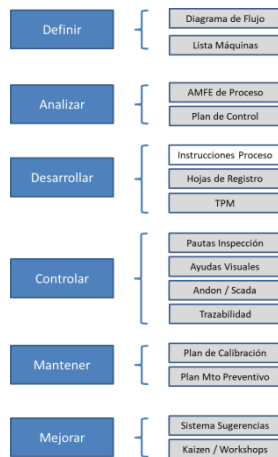 Definir
Diagrama de Flujo
Lista Máquinas
Analizar
AMFE de Proceso
Plan de Control
Desarrollar
Instrucciones Proceso
Hojas de Registro
TPM
Controlar
Pautas Inspección
Ayudas Visuales
Andon / Scada
Trazabilidad
Mantener
Plan de Calibración
Plan Mto Preventivo
Mejorar
Sistema Sugerencias
Kaizen / Workshops